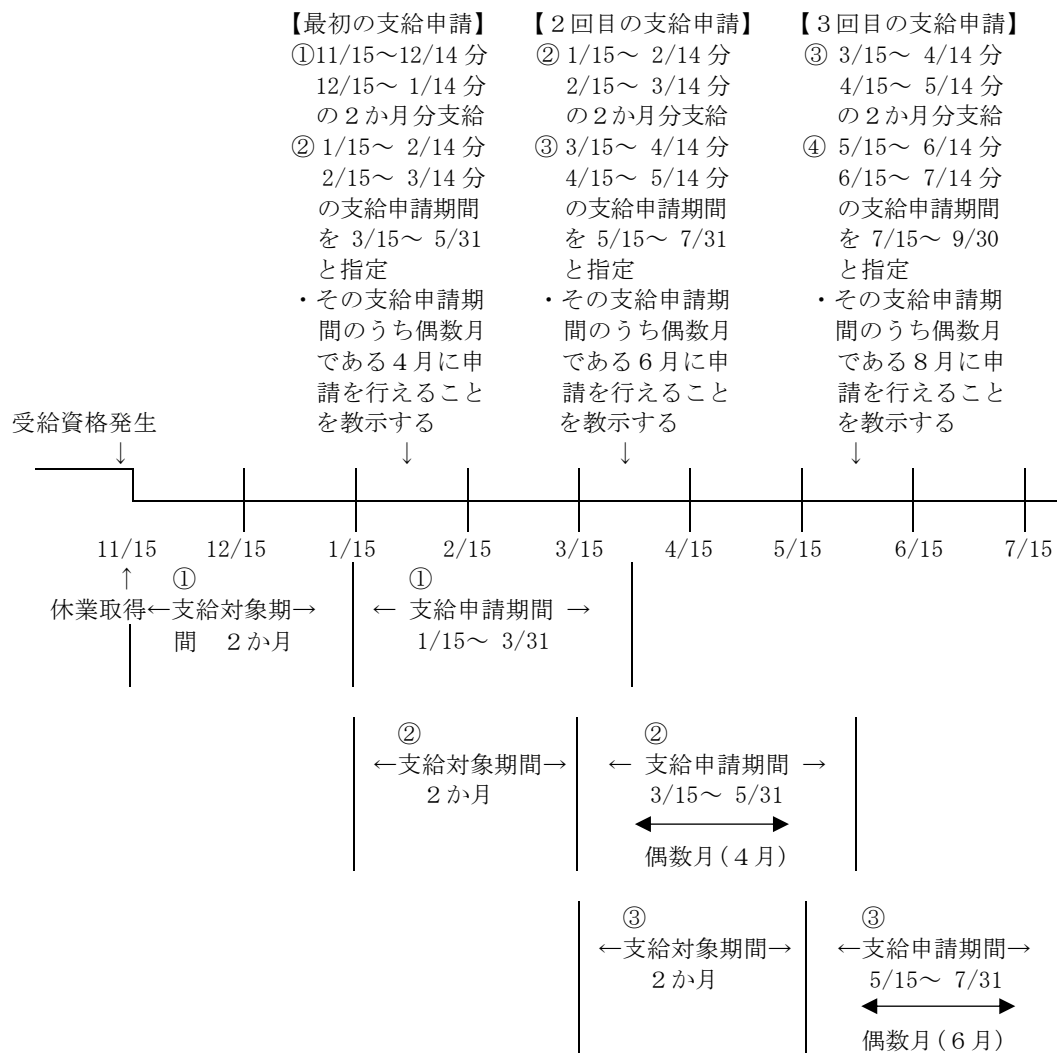 【最初の支給申請】
①11/15～12/14 分
12/15～ 1/14 分
の２か月分支給
② 1/15～ 2/14 分
2/15～ 3/14 分
の支給申請期間
を 3/15～ 5/31
と指定
・その支給申請期
間のうち偶数月
である４月に申
請を行えること
を教示する
↓
【２回目の支給申請】
② 1/15～ 2/14 分
2/15～ 3/14 分
の２か月分支給
③ 3/15～ 4/14 分
4/15～ 5/14 分
の支給申請期間
を 5/15～ 7/31
と指定
・その支給申請期
間のうち偶数月
である６月に申
請を行えること
を教示する
↓
【３回目の支給申請】
③ 3/15～ 4/14 分
4/15～ 5/14 分
の２か月分支給
④ 5/15～ 6/14 分
6/15～ 7/14 分
の支給申請期間
を 7/15～ 9/30
と指定
・その支給申請期
間のうち偶数月
である８月に申
請を行えること
を教示する
↓
受給資格発生
↓
11/15 12/15 1/15 2/15 3/15 4/15 5/15 6/15 7/15
↑
休業取得
①
←支給対象期→
間 ２か月
①
← 支給申請期間 →
1/15～ 3/31
②
←支給対象期間→
２か月
②
← 支給申請期間 →
3/15～ 5/31
偶数月(４月)
③
←支給対象期間→
２か月
③
←支給申請期間→
5/15～ 7/31
偶数月(６月)